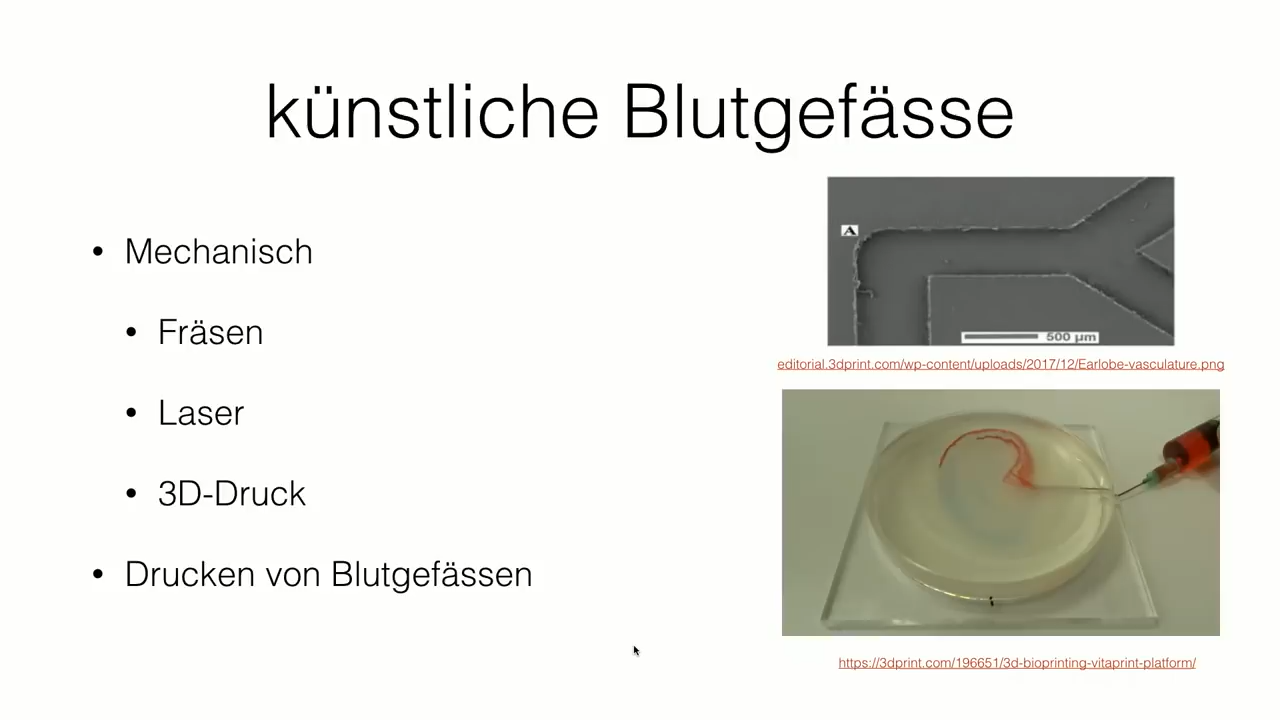 künstliche Blutgefässe
• Mechanisch
• Fräsen
• Laser
• 3D-Druck
• Drucken von Blutgefässen
A
500 µm
editorial.3dprint.com/wp-content/uploads/2017/12/Earlobe-vasculature.png
https://3dprint.com/196651/3d-bioprinting-vitaprint-platform/